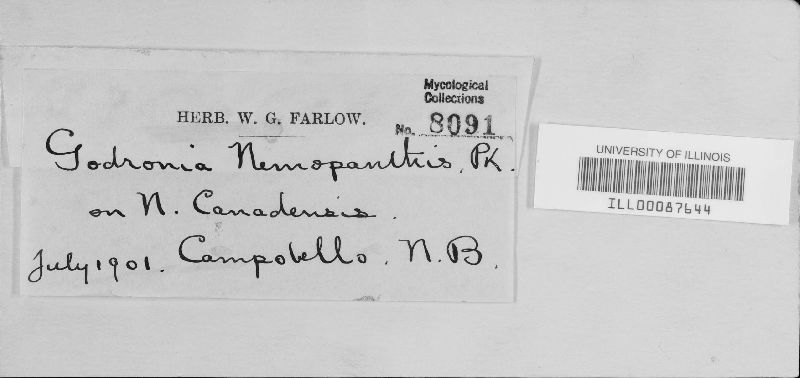 Mycological
Collections
HERB. W. G. FARLOW.
No. 8091
Godronia Nemopanthis, Pk.
on N. Canadensis.
July 1901. Campobello, N.B.
UNIVERSITY OF ILLINOIS
ILL00087644